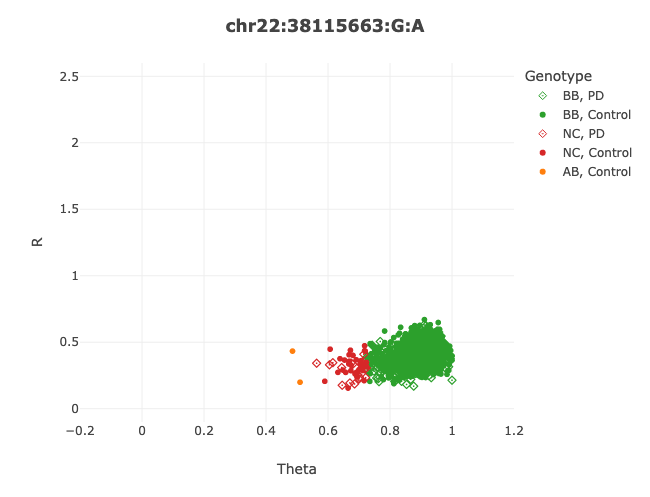 chr22:38115663:G:A
Genotype
BB, PD
BB, Control
NC, PD
NC, Control
AB, Control
2.5
2
1.5
1
0.5
0
R
−0.2 0 0.2 0.4 0.6 0.8 1 1.2
Theta